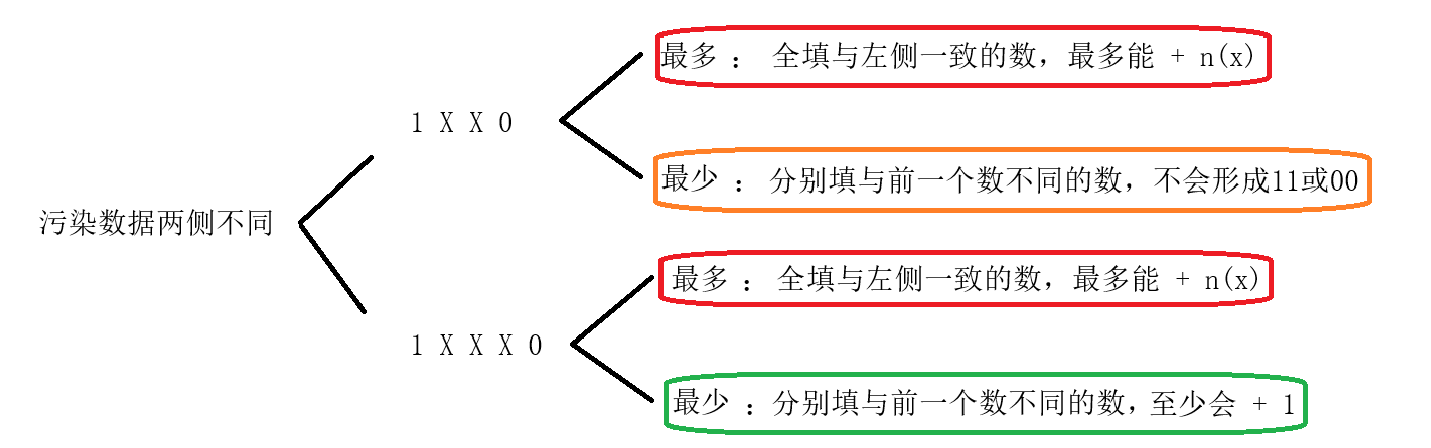 最多 ： 全填与左侧一致的数，最多能 + n(x)
1 X X 0
最少 ： 分别填与前一个数不同的数，不会形成11或00
污染数据两侧不同
最多 ： 全填与左侧一致的数，最多能 + n(x)
1 X X X 0
最少 ：分别填与前一个数不同的数，至少会 + 1